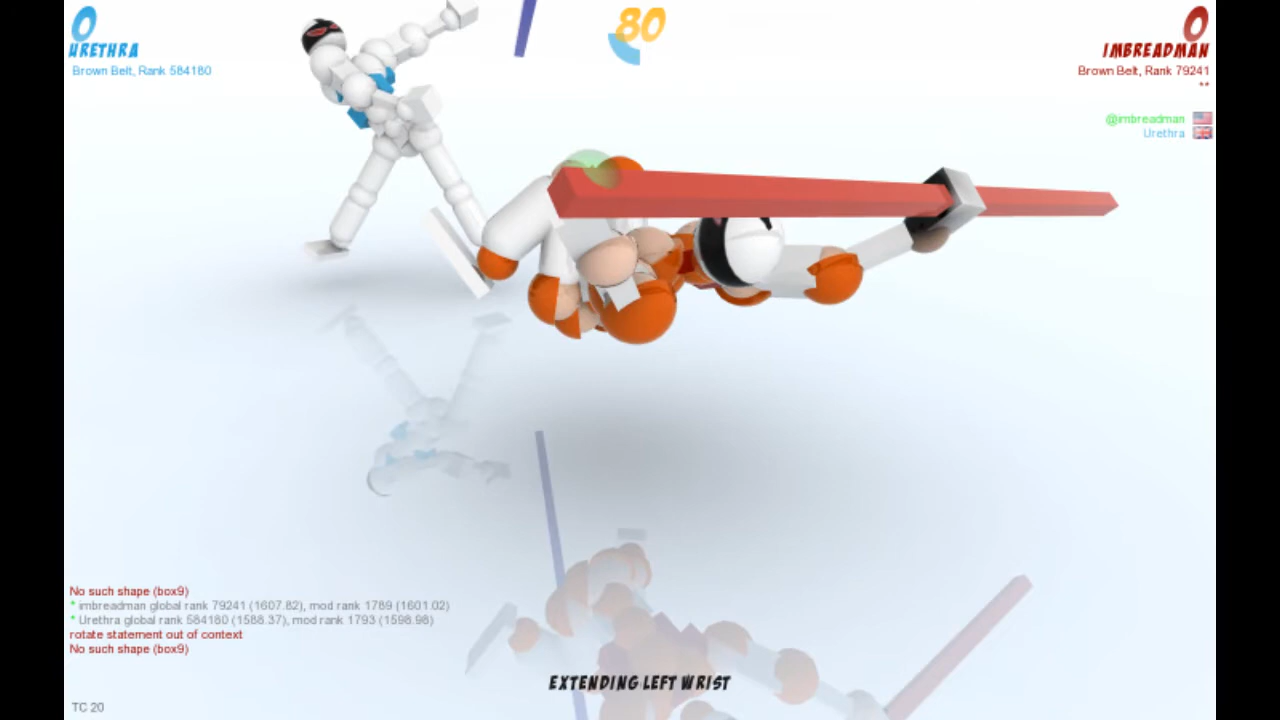 0
URETHRA
Brown Belt, Rank 584180
80
0
IMBREADMAN
Brown Belt, Rank 79241
**
@imbreadman
Urethra
No such shape (box9)
* imbreadman global rank 79241 (1607.82), mod rank 1789 (1601.02)
* Urethra global rank 584180 (1588.37), mod rank 1793 (1598.98)
rotate statement out of context
No such shape (box9)
EXTENDING LEFT WRIST
TC 20